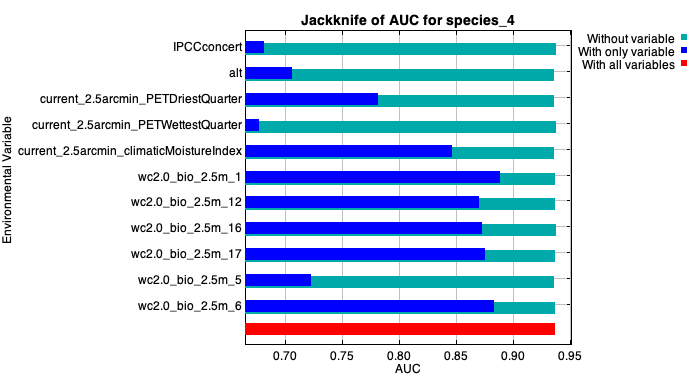 Jackknife of AUC for species_4
Without variable
With only variable
With all variables
Environmental Variable
IPCCconcert
alt
current_2.5arcmin_PETDriestQuarter
current_2.5arcmin_PETWettestQuarter
current_2.5arcmin_climaticMoistureIndex
wc2.0_bio_2.5m_1
wc2.0_bio_2.5m_12
wc2.0_bio_2.5m_16
wc2.0_bio_2.5m_17
wc2.0_bio_2.5m_5
wc2.0_bio_2.5m_6
0.70 0.75 0.80 0.85 0.90 0.95
AUC